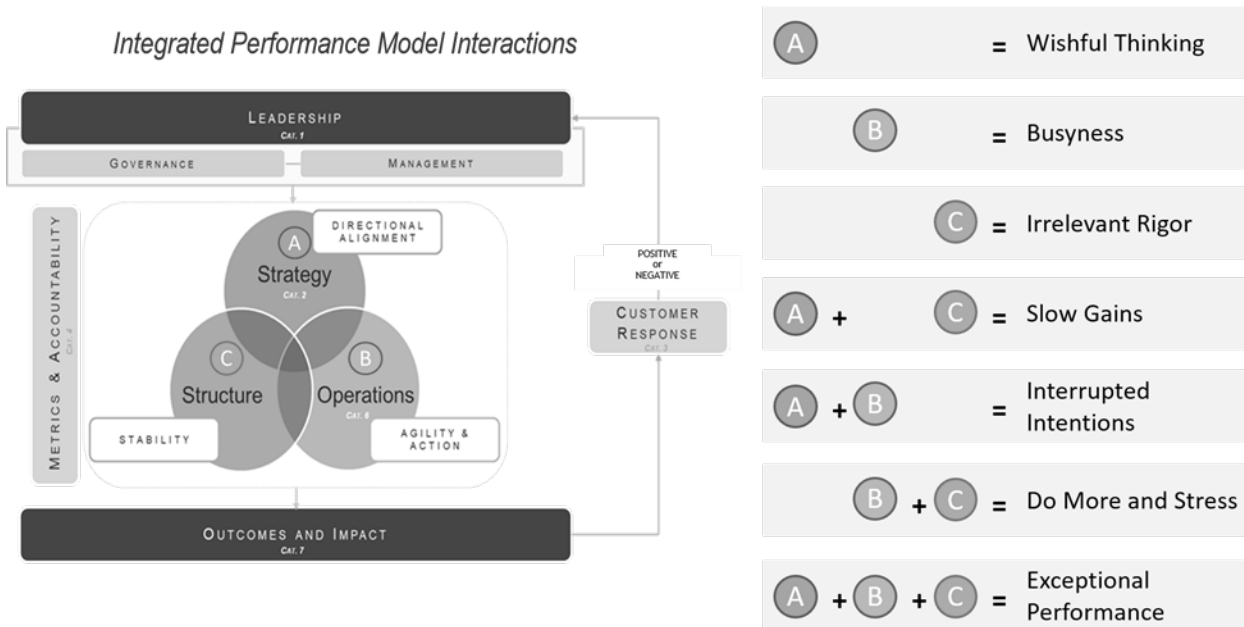 Integrated Performance Model Interactions
LEADERSHIP
CAT. 1
GOVERNANCE
MANAGEMENT
METRICS & ACCOUNTABILITY
CAT. 4
DIRECTIONAL
ALIGNMENT
A
Strategy
CAT. 2
C
Structure
B
Operations
CAT. 6
STABILITY
AGILITY &
ACTION
POSITIVE
or
NEGATIVE
CUSTOMER
RESPONSE
CAT. 3
OUTCOMES AND IMPACT
CAT. 7
A = Wishful Thinking
B = Busyness
C = Irrelevant Rigor
A + C = Slow Gains
A + B = Interrupted
Intentions
B + C = Do More and Stress
A + B + C = Exceptional
Performance